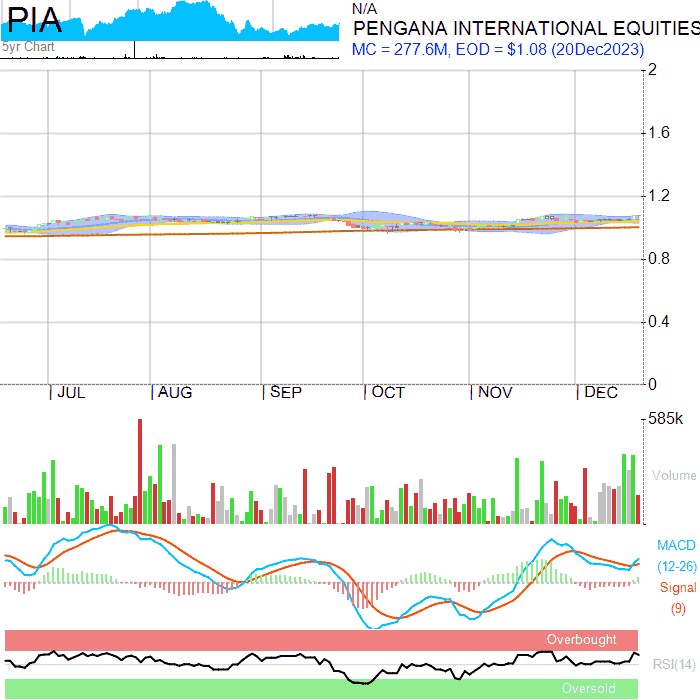 PIA
5yr Chart
N/A
PENGANA INTERNATIONAL EQUITIES
MC = 277.6M, EOD = $1.08 (20Dec2023)
2
1.6
1.2
0.8
0.4
0
JUL
AUG
SEP
OCT
NOV
DEC
585k
Volume
MACD
(12-26)
Signal
(9)
Overbought
RSI(14)
Oversold